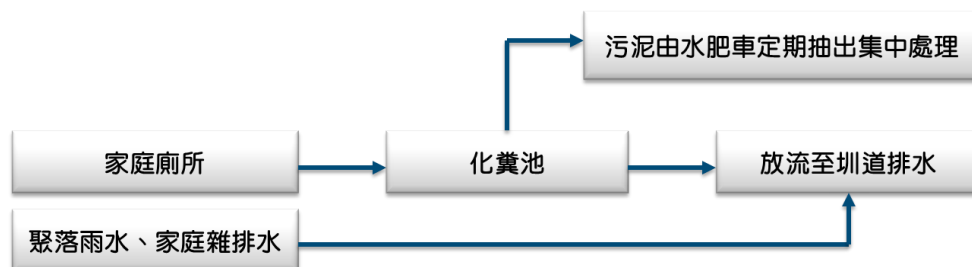 污泥由水肥車定期抽出集中處理
家庭廁所
化糞池
放流至圳道排水
聚落雨水、家庭雜排水